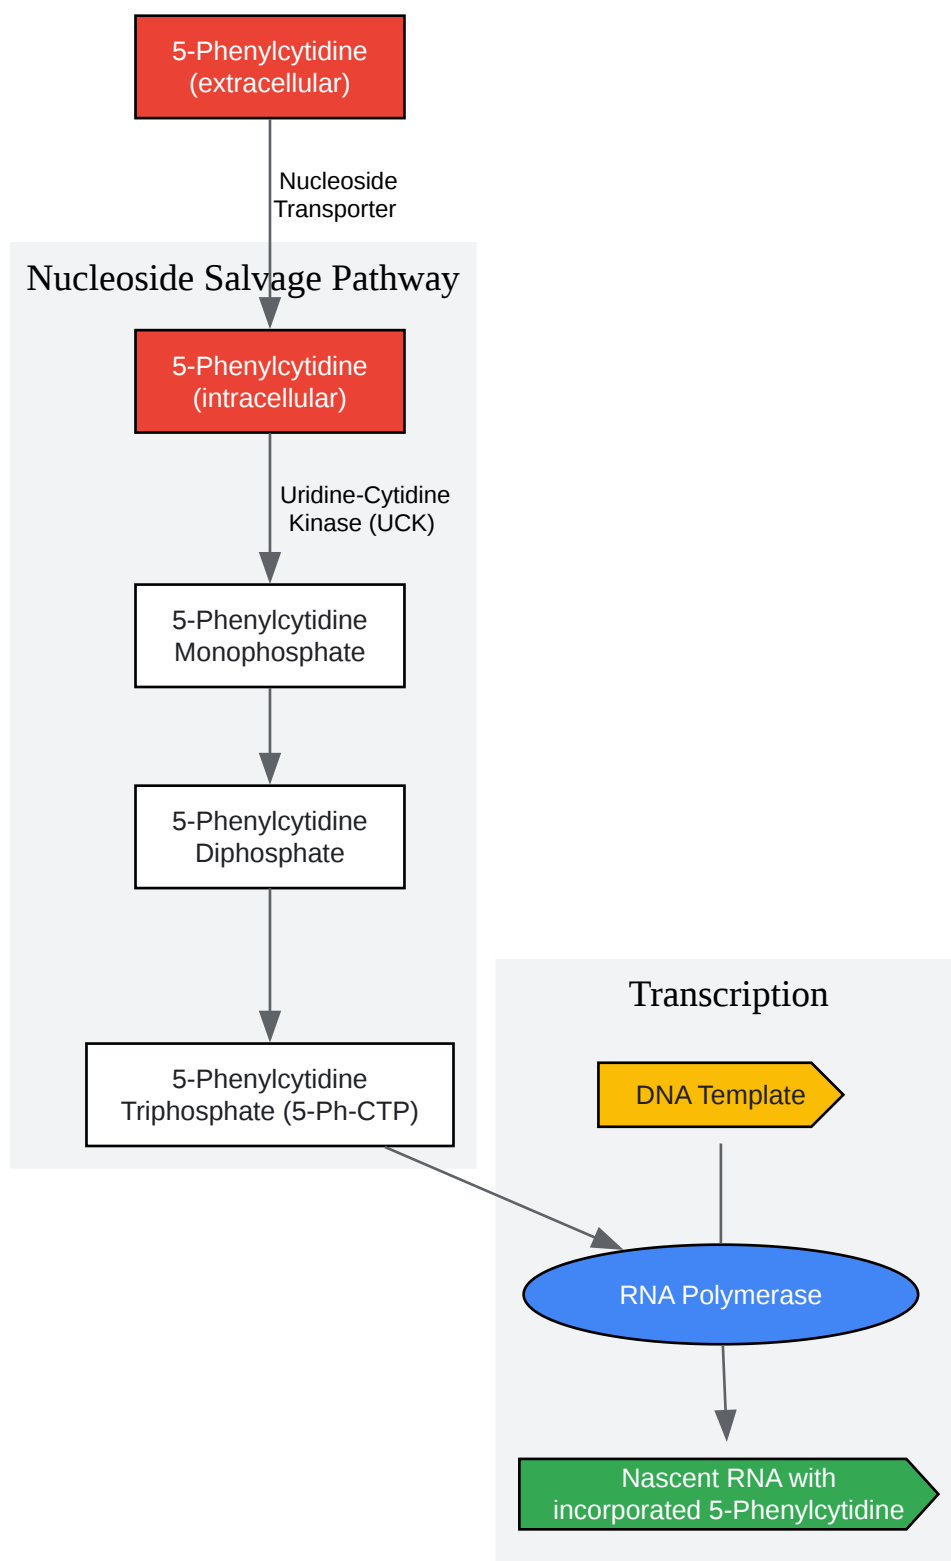 5-Phenylcytidine
(extracellular)
Nucleoside
Transporter
Nucleoside Salvage Pathway
5-Phenylcytidine
(intracellular)
Uridine-Cytidine
Kinase (UCK)
5-Phenylcytidine
Monophosphate
5-Phenylcytidine
Diphosphate
5-Phenylcytidine
Triphosphate (5-Ph-CTP)
Transcription
DNA Template
RNA Polymerase
Nascent RNA with
incorporated 5-Phenylcytidine